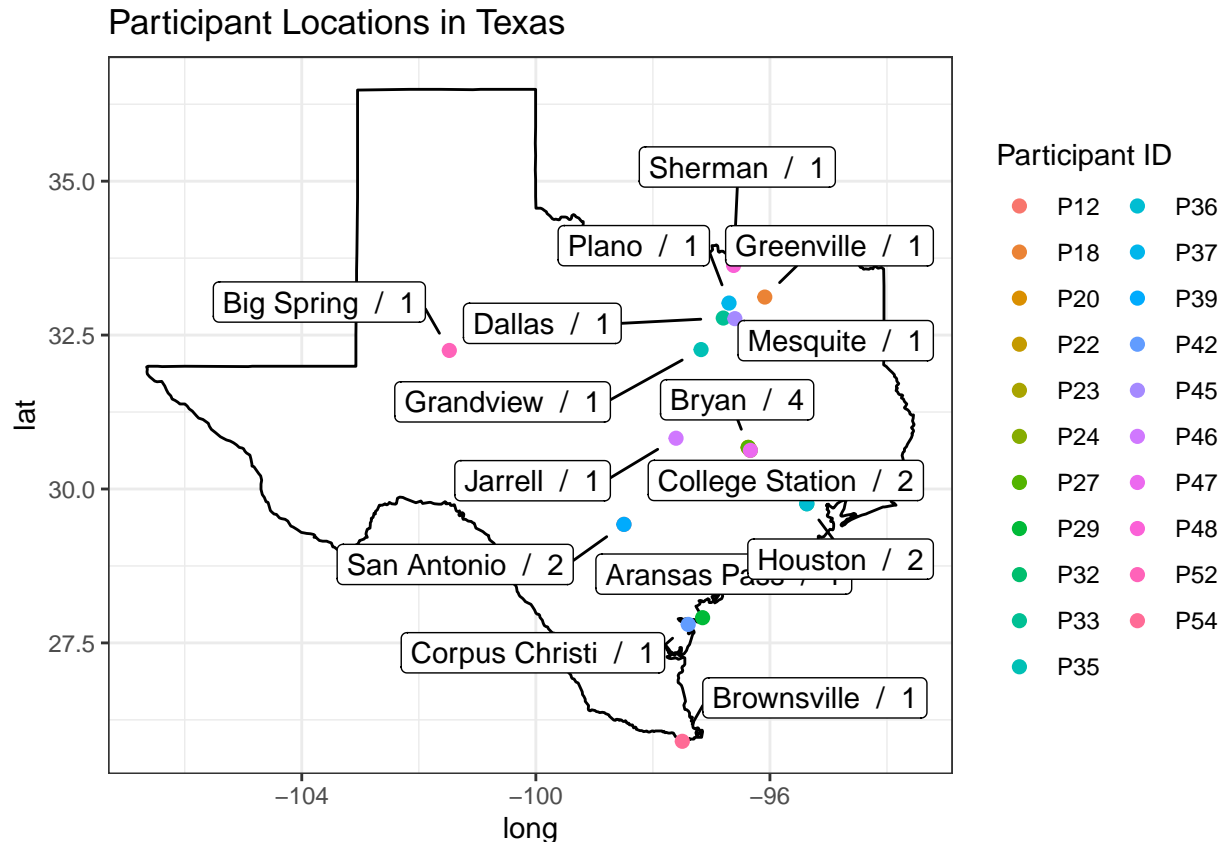 Participant Locations in Texas
Sherman / 1
Plano / 1
Greenville / 1
Big Spring / 1
Dallas / 1
Mesquite / 1
Grandview / 1
Bryan / 4
Jarrell / 1
College Station / 2
San Antonio / 2
Houston / 2
Aransas Pass /
Corpus Christi / 1
Brownsville / 1
35.0
32.5
30.0
27.5
lat
−104
−100
−96
long
Participant ID
P12
P18
P20
P22
P23
P24
P27
P29
P32
P33
P35
P36
P37
P39
P42
P45
P46
P47
P48
P52
P54